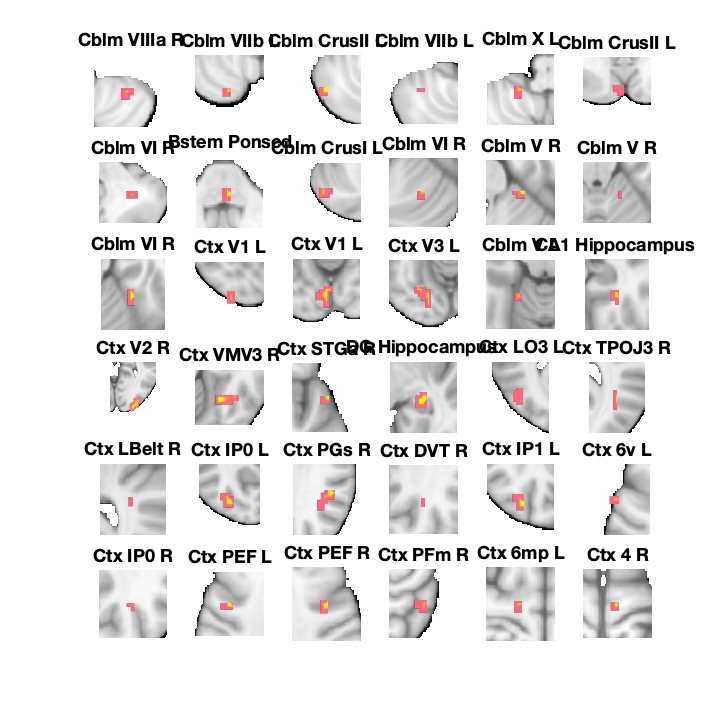 Cblm VIIIa R
Cblm VIIb
Cblm CrusII
Cblm VIIb L
Cblm X L
Cblm CrusII L
Cblm VI R
Bstem Ponscd
Cblm CrusI L
Cblm VI R
Cblm V R
Cblm V R
Cblm VI R
Ctx V1 L
Ctx V1 L
Ctx V3 L
Cblm V
CA1 Hippocampus
Ctx V2 R
Ctx VMV3 R
Ctx STGa R
DG Hippocampus
Ctx LO3 L
Ctx TPOJ3 R
Ctx LBelt R
Ctx IP0 L
Ctx PGs R
Ctx DVT R
Ctx IP1 L
Ctx 6v L
Ctx IP0 R
Ctx PEF L
Ctx PEF R
Ctx PFm R
Ctx 6mp L
Ctx 4 R